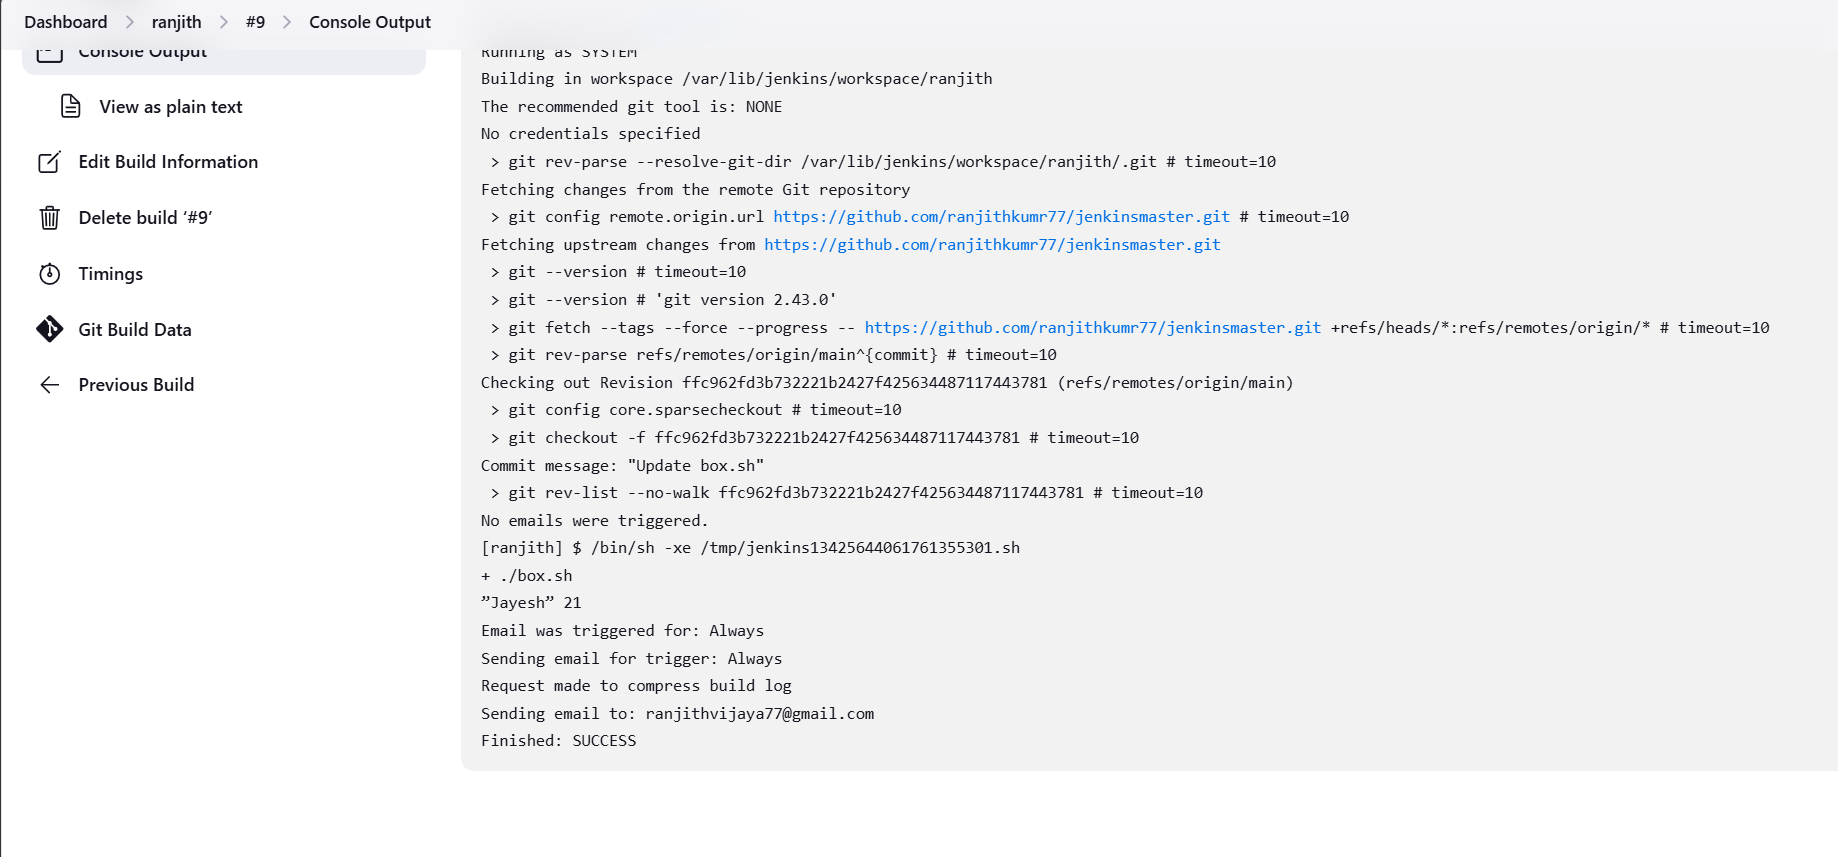 Dashboard > ranjith > #9 > Console Output
Console Output
View as plain text
Edit Build Information
Delete build ‘#9’
Timings
Git Build Data
Previous Build
Running as SYSTEM
Building in workspace /var/lib/jenkins/workspace/ranjith
The recommended git tool is: NONE
No credentials specified
 > git rev-parse --resolve-git-dir /var/lib/jenkins/workspace/ranjith/.git # timeout=10
Fetching changes from the remote Git repository
 > git config remote.origin.url https://github.com/ranjithkumr77/jenkinsmaster.git # timeout=10
Fetching upstream changes from https://github.com/ranjithkumr77/jenkinsmaster.git
 > git --version # timeout=10
 > git --version # 'git version 2.43.0'
 > git fetch --tags --force --progress -- https://github.com/ranjithkumr77/jenkinsmaster.git +refs/heads/*:refs/remotes/origin/* # timeout=10
 > git rev-parse refs/remotes/origin/main^{commit} # timeout=10
Checking out Revision ffc962fd3b732221b2427f425634487117443781 (refs/remotes/origin/main)
 > git config core.sparsecheckout # timeout=10
 > git checkout -f ffc962fd3b732221b2427f425634487117443781 # timeout=10
Commit message: "Update box.sh"
 > git rev-list --no-walk ffc962fd3b732221b2427f425634487117443781 # timeout=10
No emails were triggered.
[ranjith] $ /bin/sh -xe /tmp/jenkins13425644061761355301.sh
+ ./box.sh
”Jayesh” 21
Email was triggered for: Always
Sending email for trigger: Always
Request made to compress build log
Sending email to: ranjithvijaya77@gmail.com
Finished: SUCCESS